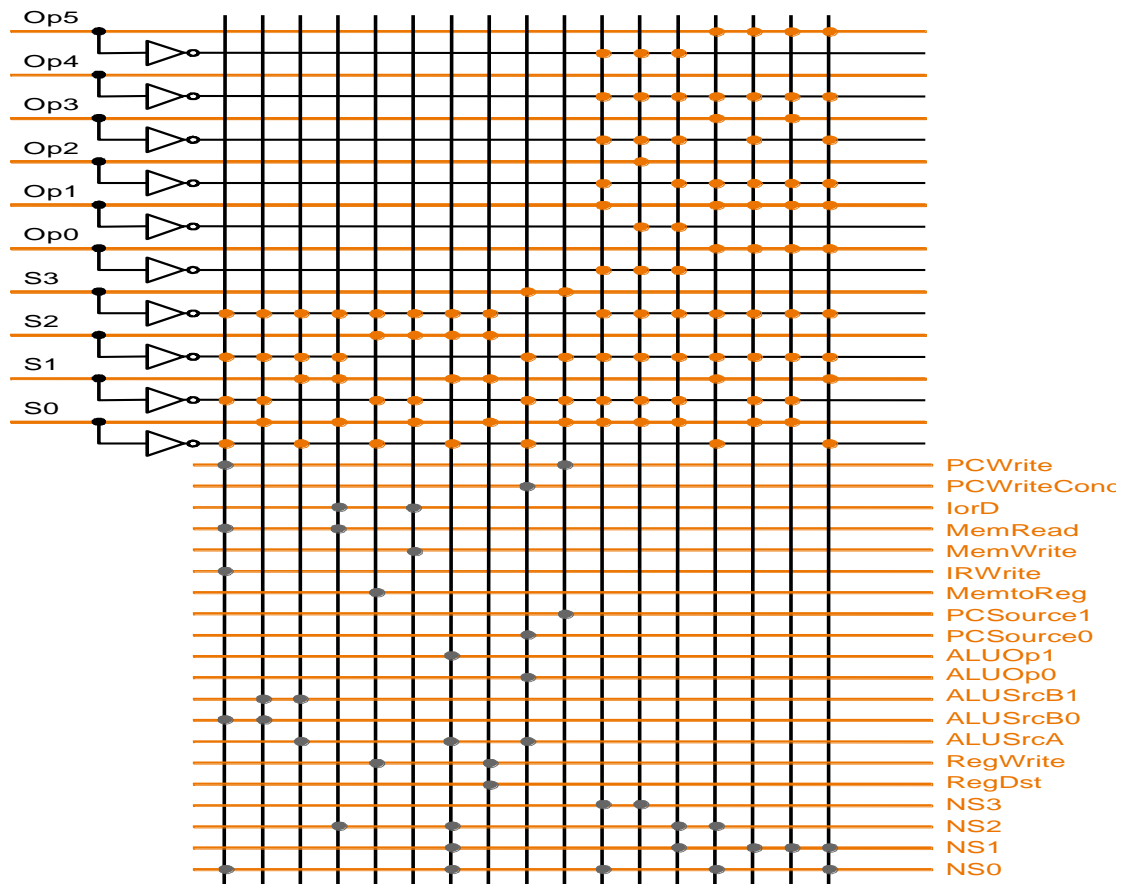 Op5
Op4
Op3
Op2
Op1
Op0
S3
S2
S1
S0
PCWrite
PCWriteConc
IorD
MemRead
MemWrite
IRWrite
MemtoReg
PCSource1
PCSource0
ALUOp1
ALUOp0
ALUSrcB1
ALUSrcB0
ALUSrcA
RegWrite
RegDst
NS3
NS2
NS1
NS0